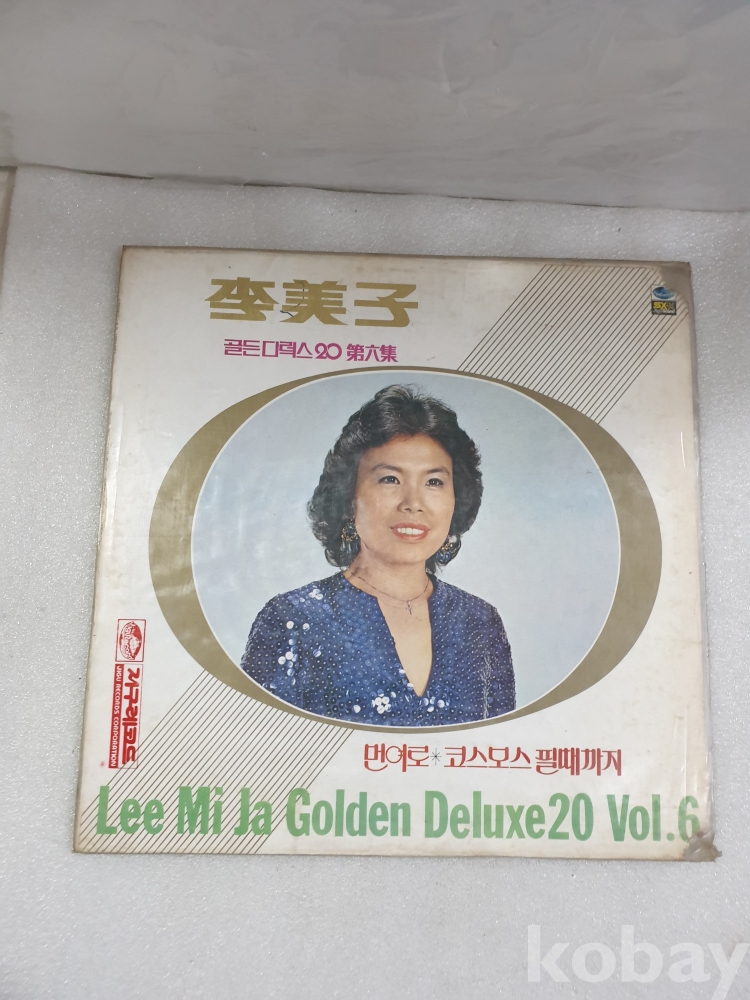 李美子
골든디럭스20 第六集
지구레코드
JIGU RECORDS CORPORATION
먼여로*코스모스 필때까지
Lee Mi Ja Golden Deluxe20 Vol.6
kobay